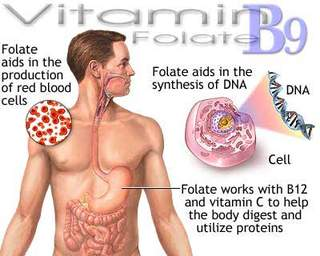 Vitamin B9
Folate
Folate
aids in the
production
of red blood
cells
Folate aids in the
synthesis of DNA
DNA
Cell
Folate works with B12
and vitamin C to help
the body digest and
utilize proteins